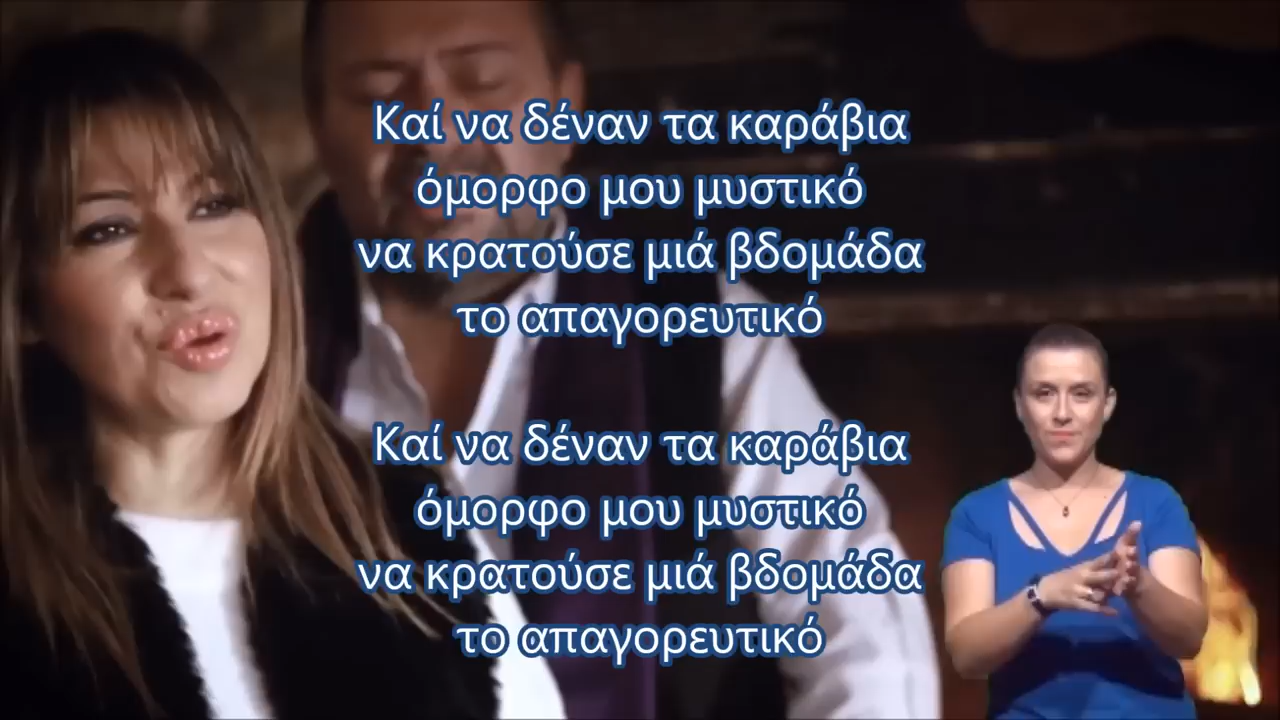 Καί να δέναν τα καράβια
όμορφο μου μυστικό
να κρατούσε μιά βδομάδα
το απαγορευτικό
Καί να δέναν τα καράβια
όμορφο μου μυστικό
να κρατούσε μιά βδομάδα
το απαγορευτικό